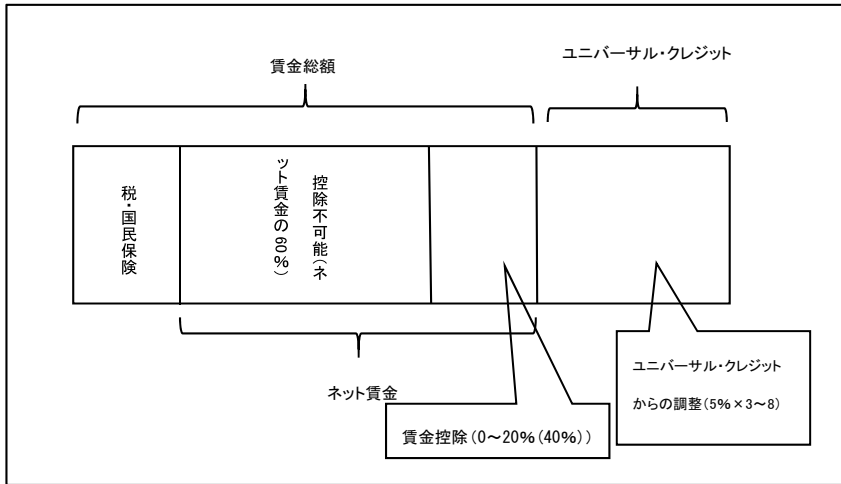 賃金総額
ユニバーサル・クレジット
税・国民保険
控除不可能(ネ
ット賃金の60%)
ネット賃金
賃金控除(0~20%(40%))
ユニバーサル・クレジット
からの調整(5%×3~8)